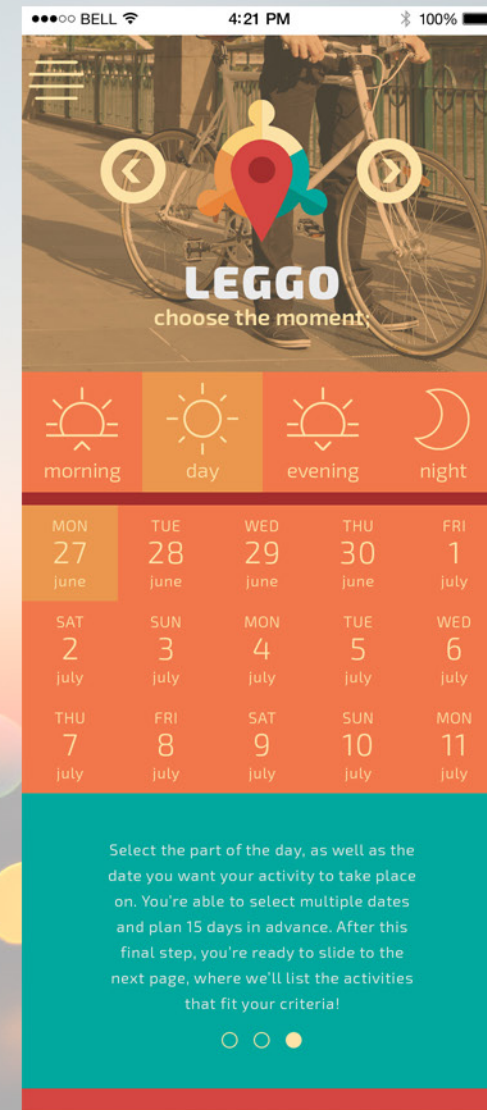 BELL 4:21 PM 100%
LEGGO
choose the moment;
morning day evening night
MON TUE WED THU FRI
27 28 29 30 1
june june june june july
SAT SUN MON TUE WED
2 3 4 5 6
july july july july july
THU FRI SAT SUN MON
7 8 9 10 11
july july july july july
Select the part of the day, as well as the
date you want your activity to take place
on. You're able to select multiple dates
and plan 15 days in advance. After this
final step, you're ready to slide to the
next page, where we'll list the activities
that fit your criteria!